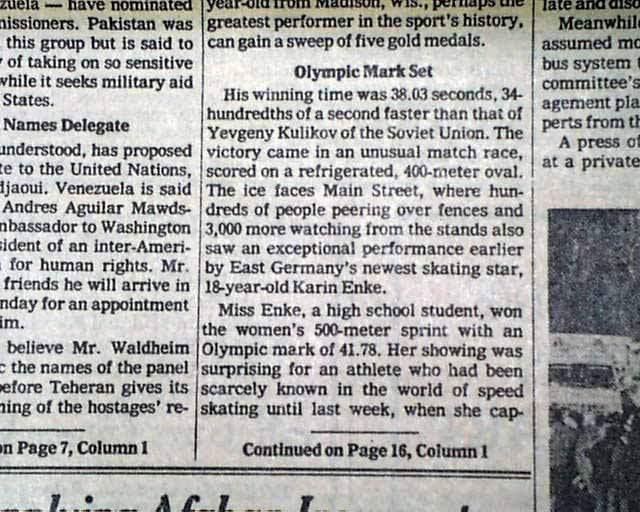 zuela — have nominated
missioners. Pakistan was
this group but is said to
of taking on so sensitive
while it seeks military aid
States.
Names Delegate
understood, has proposed
te to the United Nations,
djaoui. Venezuela is said
Andres Aguilar Mawds-
mbassador to Washington
sident of an inter-Ameri-
for human rights. Mr.
friends he will arrive in
nday for an appointment
im.
believe Mr. Waldheim
c the names of the panel
before Teheran gives its
ning of the hostages' re-
on Page 7, Column 1
year-old from Madison, Wis., perhaps the
greatest performer in the sport's history,
can gain a sweep of five gold medals.
Olympic Mark Set
His winning time was 38.03 seconds, 34-
hundredths of a second faster than that of
Yevgeny Kulikov of the Soviet Union. The
victory came in an unusual match race,
scored on a refrigerated, 400-meter oval.
The ice faces Main Street, where hun-
dreds of people peering over fences and
3,000 more watching from the stands also
saw an exceptional performance earlier
by East Germany's newest skating star,
18-year-old Karin Enke.
Miss Enke, a high school student, won
the women's 500-meter sprint with an
Olympic mark of 41.78. Her showing was
surprising for an athlete who had been
scarcely known in the world of speed
skating until last week, when she cap-
Continued on Page 16, Column 1
late and
Meanwhil
assumed mo
bus system
committee's
agement pla
perts from th
A press of
at a private
Afghan